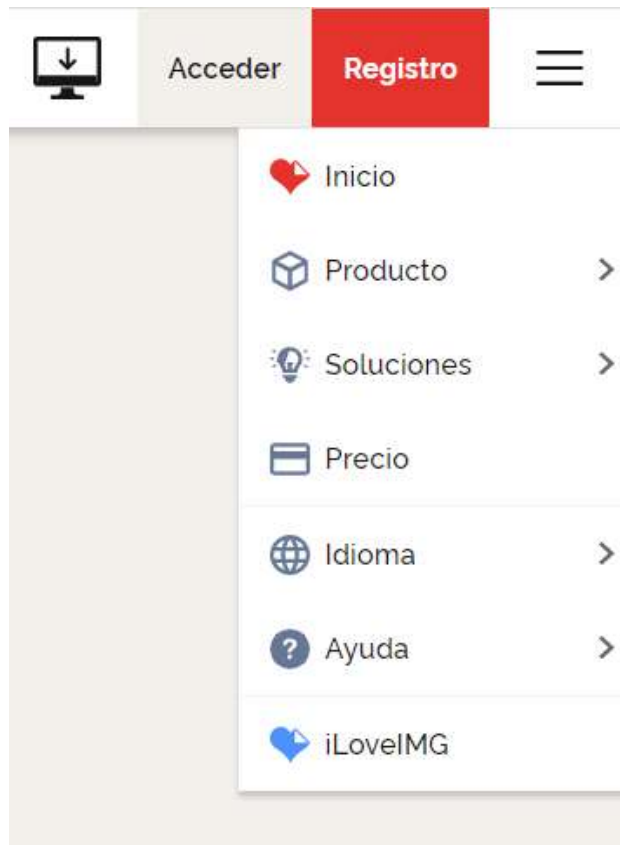 Acceder Registro
Inicio
Producto
Soluciones
Precio
Idioma
Ayuda
iLoveIMG